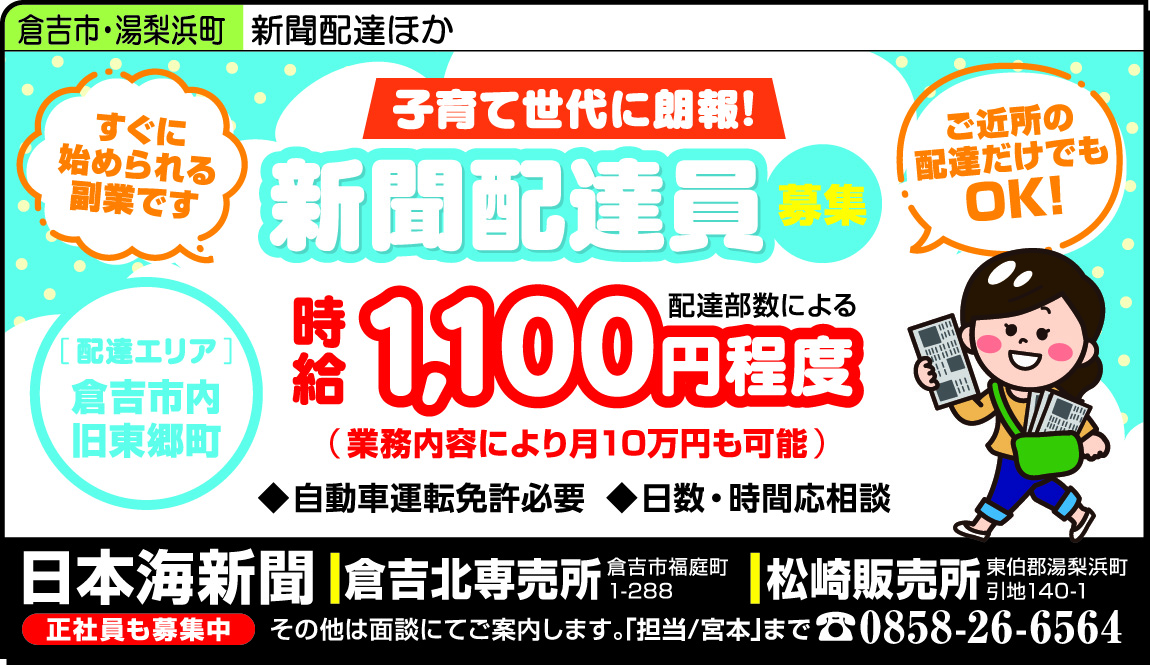 倉吉市・湯梨浜町 新聞配達ほか
すぐに
始められる
副業です
子育て世代に朗報!
新聞配達員 募集
ご近所の
配達だけでも
OK!
[配達エリア]
倉吉市内
旧東郷町
時給 1,100円程度
配達部数による
(業務内容により月10万円も可能)
◆自動車運転免許必要 ◆日数・時間応相談
日本海新聞
倉吉北専売所 倉吉市福庭町
1-288
松崎販売所 東伯郡湯梨浜町
引地140-1
正社員も募集中 その他は面談にてご案内します。「担当/宮本」まで ☎0858-26-6564